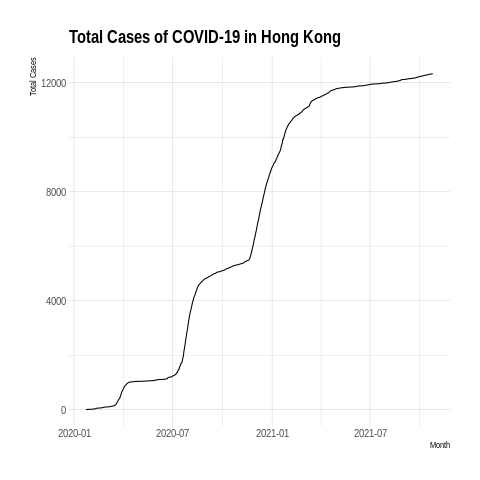 Total Cases of COVID-19 in Hong Kong
Total Cases
12000
8000
4000
0
2020-01 2020-07 2021-01 2021-07
Month